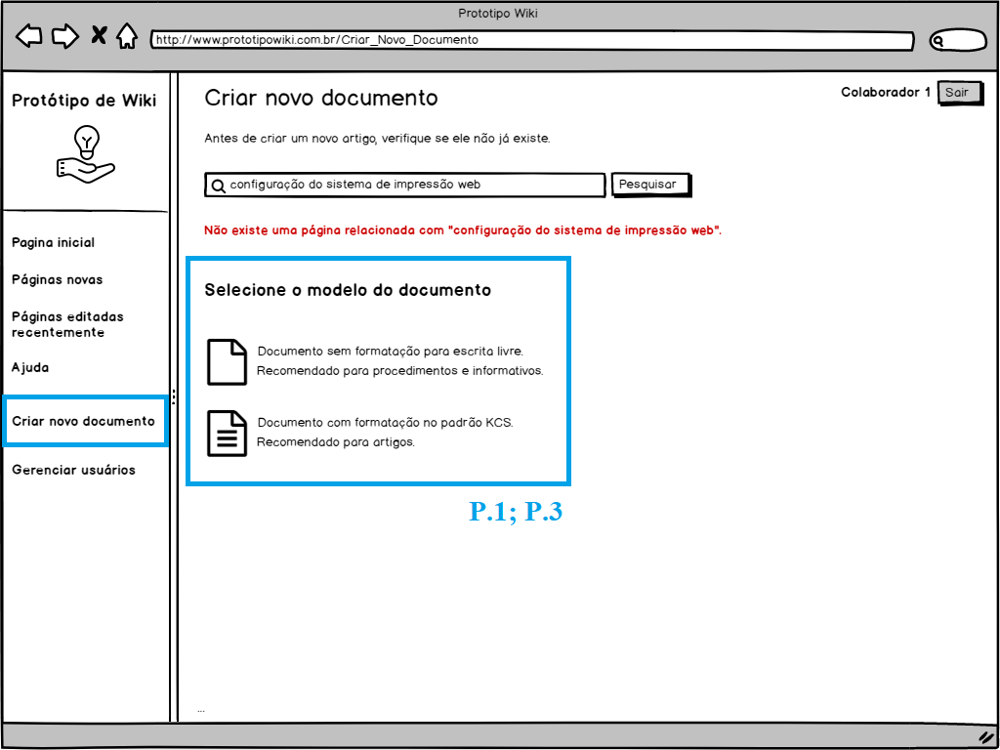 Prototipo Wiki
http://www.prototipowiki.com.br/Criar_Novo_Documento
Protótipo de Wiki
Pagina inicial
Páginas novas
Páginas editadas
recentemente
Ajuda
Criar novo documento
Gerenciar usuários
Criar novo documento
Colaborador 1
Sair
Antes de criar um novo artigo, verifique se ele não já existe.
configuração do sistema de impressão web
Pesquisar
Não existe uma página relacionada com "configuração do sistema de impressão web".
Selecione o modelo do documento
Documento sem formatação para escrita livre.
Recomendado para procedimentos e informativos.
Documento com formatação no padrão KCS.
Recomendado para artigos.
P.1; P.3
...